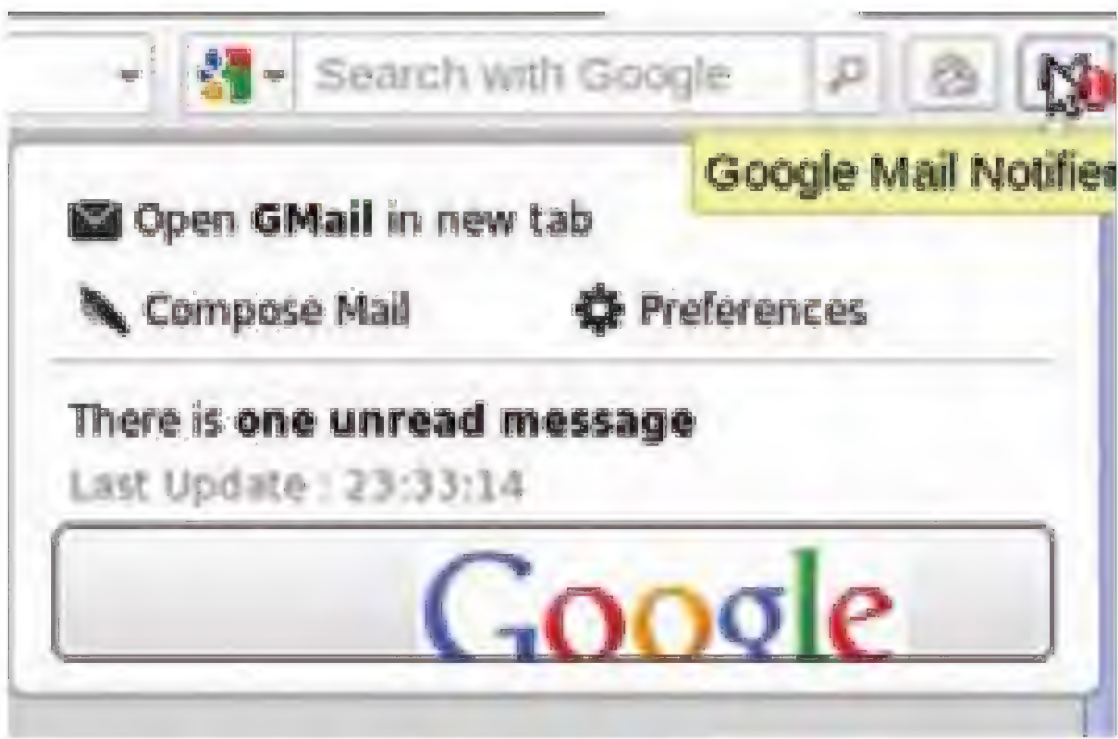 Search with Google
Google Mail Notifie
Open GMail in new tab
Compose Mail Preferences
There is one unread message
Last Update : 23:33:14
Google